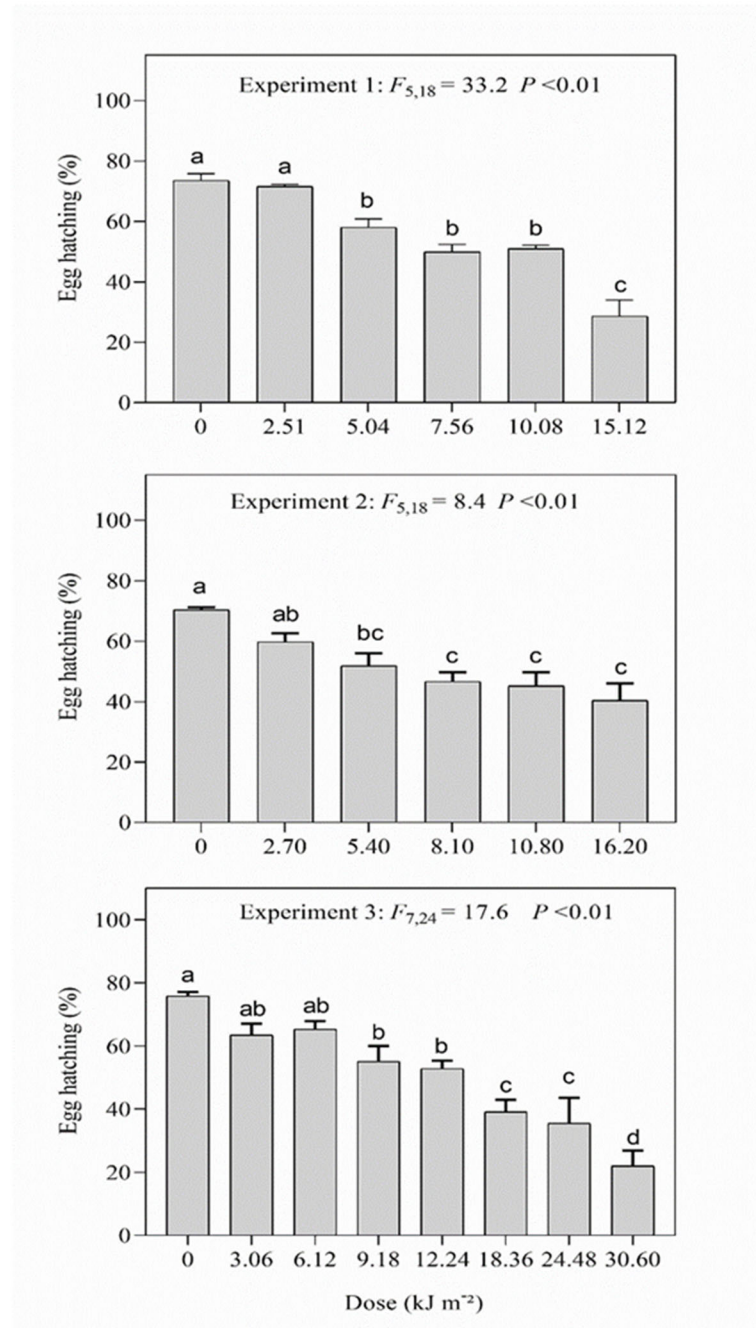 Experiment 1: F5,18 = 33.2 P <0.01
Egg hatching (%)
100
80
60
40
20
0
a
a
b
b
b
c
0 2.51 5.04 7.56 10.08 15.12
Experiment 2: F5,18 = 8.4 P <0.01
Egg hatching (%)
100
80
60
40
20
0
a
ab
bc
c
c
c
0 2.70 5.40 8.10 10.80 16.20
Experiment 3: F7,24 = 17.6 P <0.01
Egg hatching (%)
100
80
60
40
20
0
a
ab
ab
b
b
c
c
d
0 3.06 6.12 9.18 12.24 18.36 24.48 30.60
Dose (kJ m⁻²)